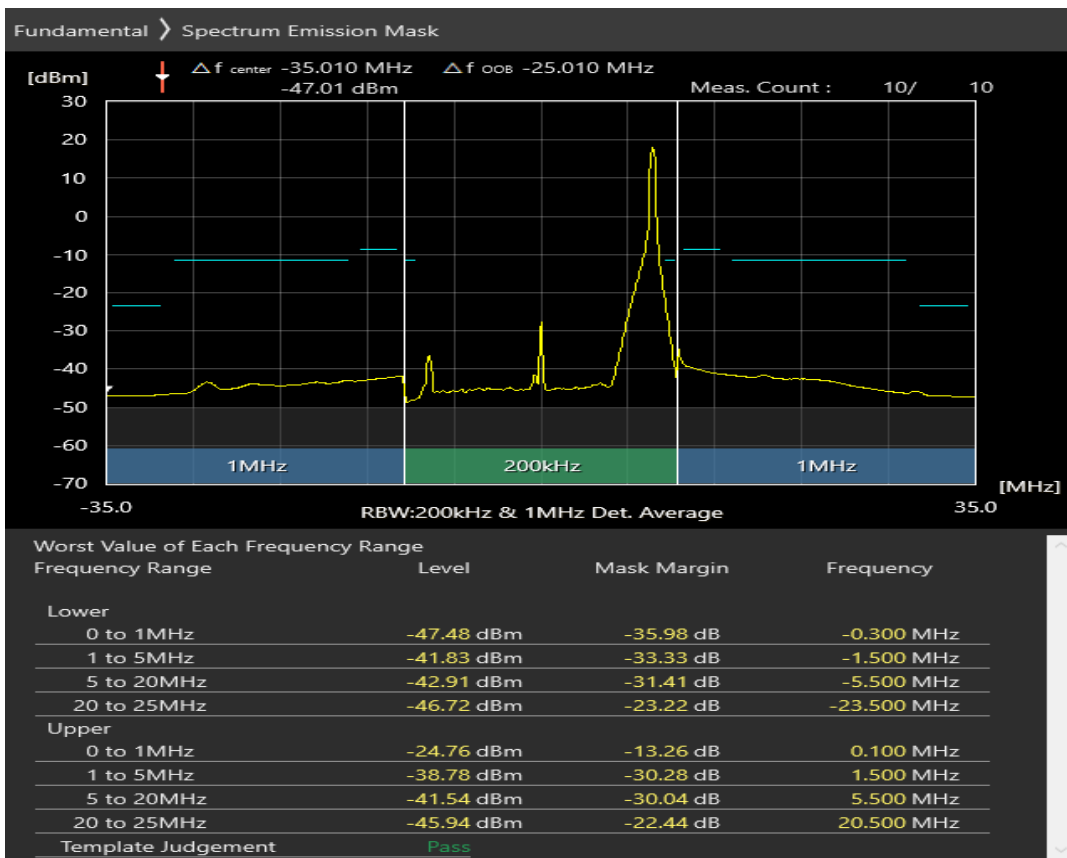 Fundamental ❯ Spectrum Emission Mask
[dBm] △f center -35.010 MHz △f OOB -25.010 MHz
-47.01 dBm Meas. Count : 10/ 10
30
20
10
0
-10
-20
-30
-40
-50
-60
1MHz 200kHz 1MHz
-70
[MHz]
-35.0 RBW:200kHz & 1MHz Det. Average 35.0
Worst Value of Each Frequency Range
Frequency Range Level Mask Margin Frequency
Lower
0 to 1MHz -47.48 dBm -35.98 dB -0.300 MHz
1 to 5MHz -41.83 dBm -33.33 dB -1.500 MHz
5 to 20MHz -42.91 dBm -31.41 dB -5.500 MHz
20 to 25MHz -46.72 dBm -23.22 dB -23.500 MHz
Upper
0 to 1MHz -24.76 dBm -13.26 dB 0.100 MHz
1 to 5MHz -38.78 dBm -30.28 dB 1.500 MHz
5 to 20MHz -41.54 dBm -30.04 dB 5.500 MHz
20 to 25MHz -45.94 dBm -22.44 dB 20.500 MHz
Template Judgement Pass